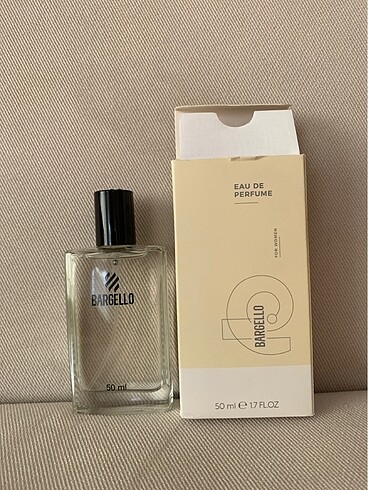 BARGELLO
50 ml
EAU DE
PERFUME
FOR WOMEN
BARGELLO
50 ml ℮ 1.7 FL.OZ